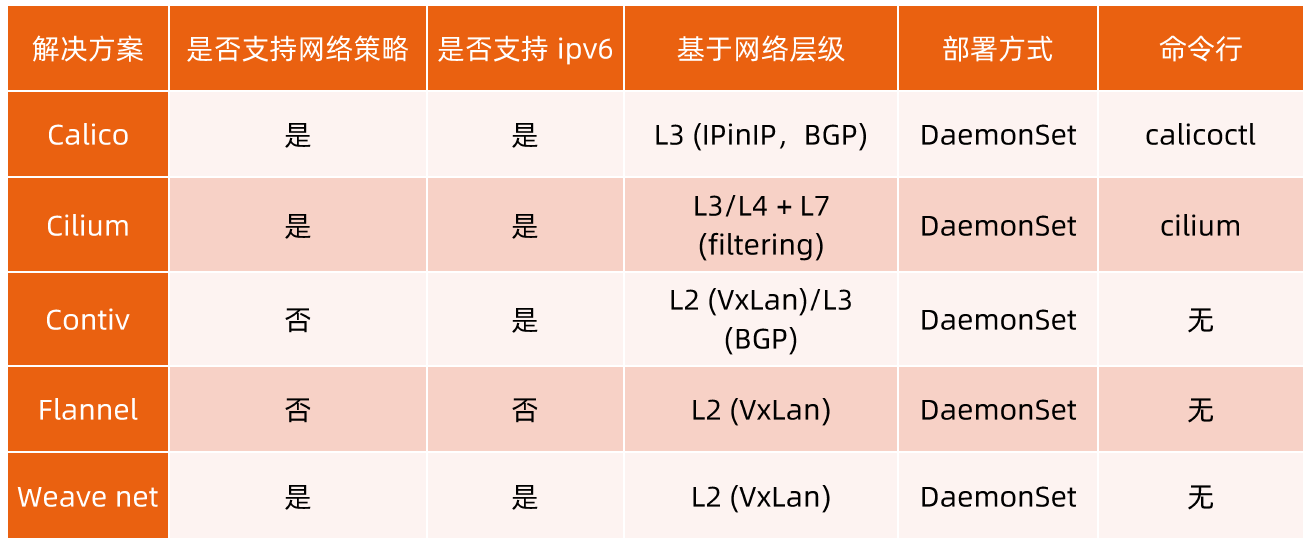 解决方案 是否支持网络策略 是否支持 ipv6 基于网络层级 部署方式 命令行
Calico 是 是 L3 (IPinIP，BGP) DaemonSet calicoctl
Cilium 是 是 L3/L4 + L7 (filtering) DaemonSet cilium
Contiv 否 是 L2 (VxLan)/L3 (BGP) DaemonSet 无
Flannel 否 否 L2 (VxLan) DaemonSet 无
Weave net 是 是 L2 (VxLan) DaemonSet 无